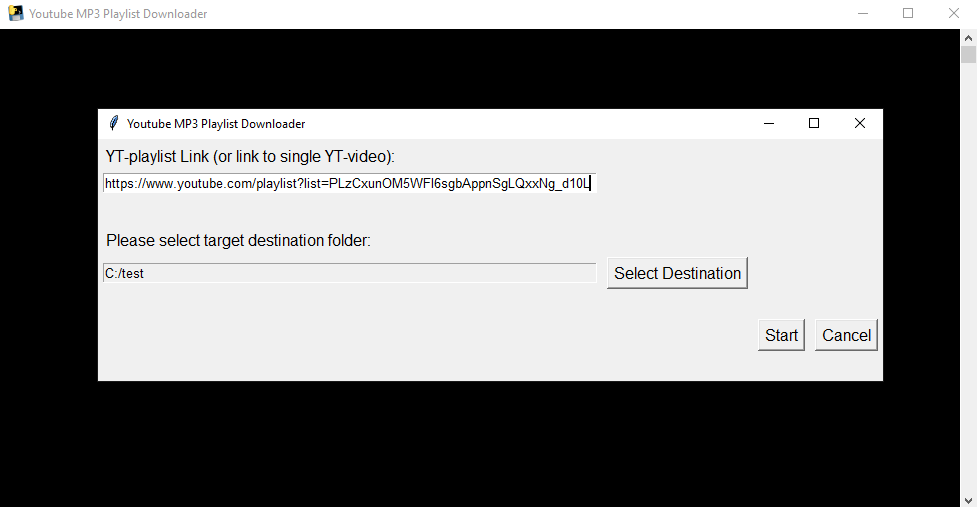 Youtube MP3 Playlist Downloader
Youtube MP3 Playlist Downloader
YT-playlist Link (or link to single YT-video):
https://www.youtube.com/playlist?list=PLzCxunOM5WFI6sgbAppnSgLQxxNg_d10L
Please select target destination folder:
C:/test
Select Destination
Start Cancel